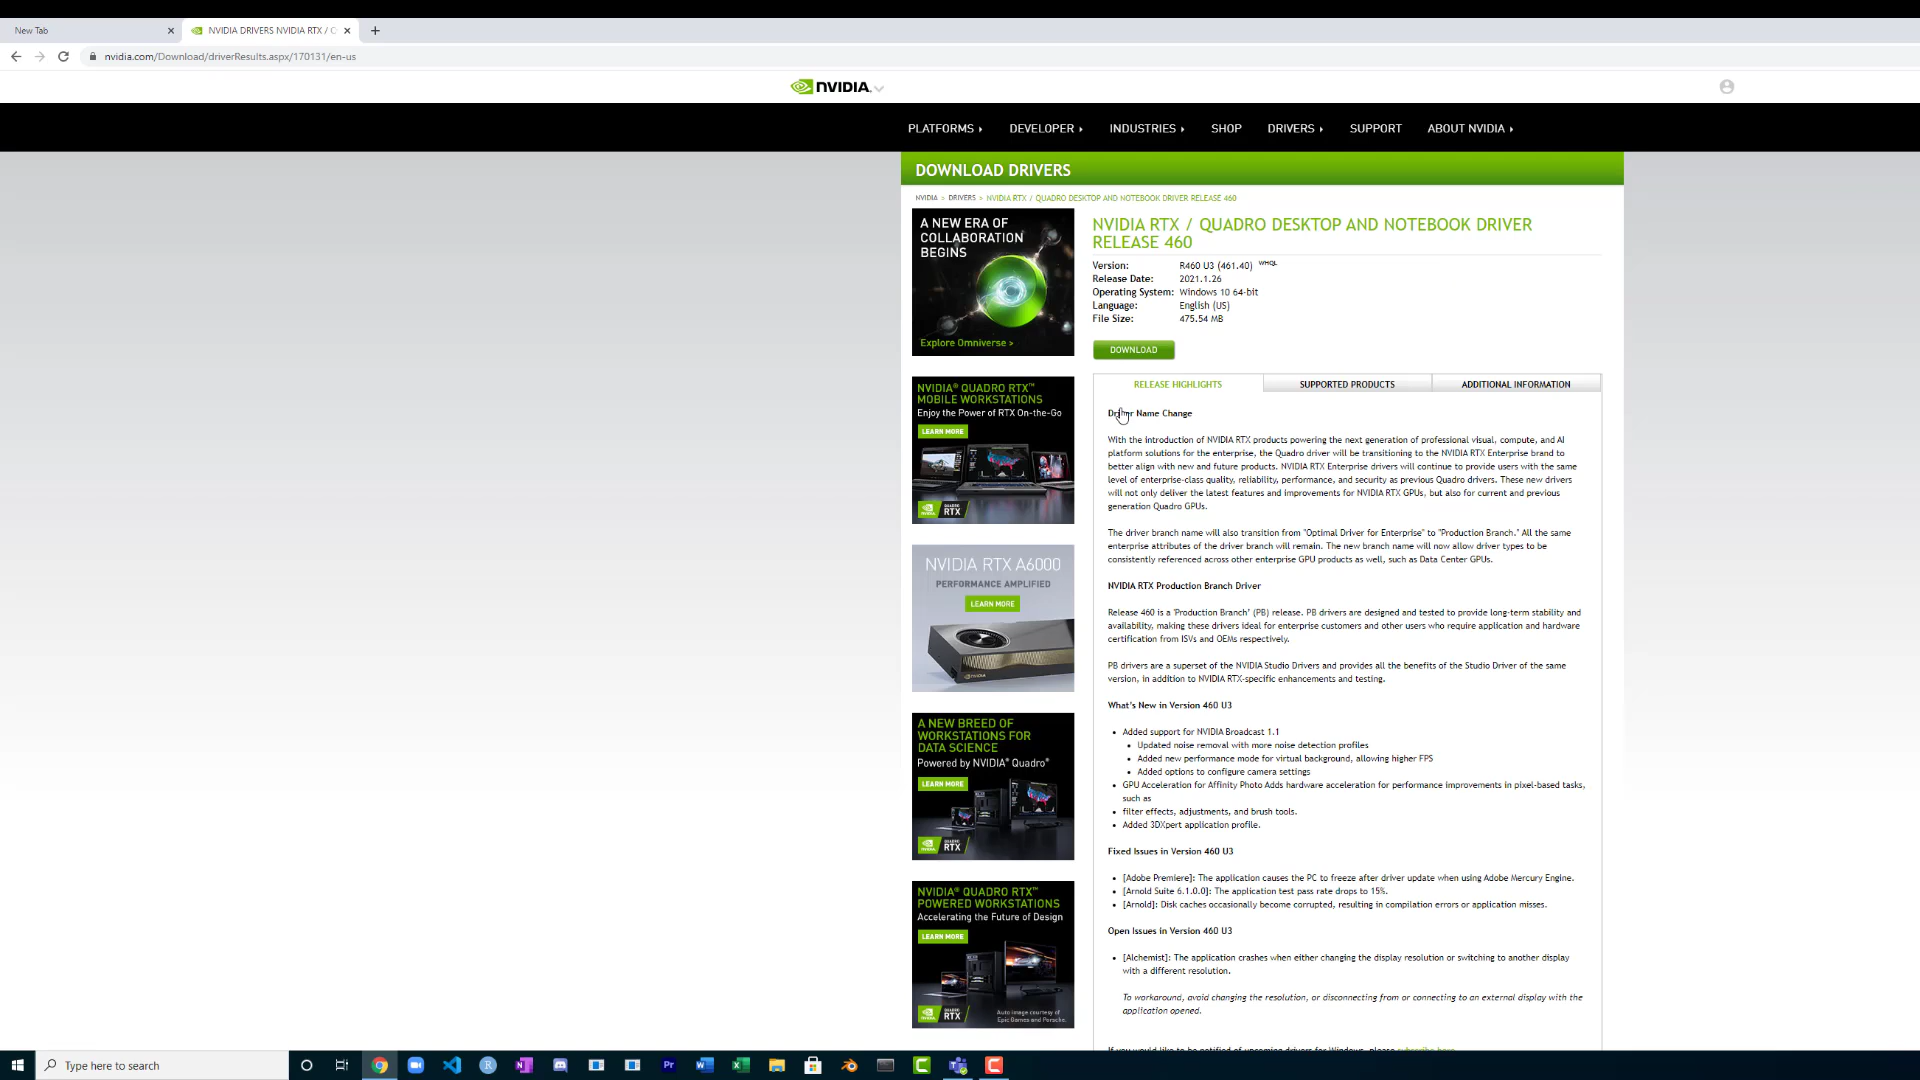 New Tab
NVIDIA DRIVERS NVIDIA RTX / Q
nvidia.com/Download/driverResults.aspx/170131/en-us
NVIDIA.
PLATFORMS
DEVELOPER
INDUSTRIES
SHOP
DRIVERS
SUPPORT
ABOUT NVIDIA
DOWNLOAD DRIVERS
NVIDIA > DRIVERS > NVIDIA RTX / QUADRO DESKTOP AND NOTEBOOK DRIVER RELEASE 460
A NEW ERA OF
COLLABORATION
BEGINS
Explore Omniverse >
NVIDIA® QUADRO RTX™
MOBILE WORKSTATIONS
Enjoy the Power of RTX On-the-Go
LEARN MORE
QUADRO
RTX
NVIDIA RTX A6000
PERFORMANCE AMPLIFIED
LEARN MORE
A NEW BREED OF
WORKSTATIONS FOR
DATA SCIENCE
Powered by NVIDIA® Quadro®
LEARN MORE
QUADRO
RTX
NVIDIA® QUADRO RTX™
POWERED WORKSTATIONS
Accelerating the Future of Design
LEARN MORE
QUADRO
RTX
Auto image courtesy of
Epic Games and Porsche.
NVIDIA RTX / QUADRO DESKTOP AND NOTEBOOK DRIVER
RELEASE 460
Version: R460 U3 (461.40) WHQL
Release Date: 2021.1.26
Operating System: Windows 10 64-bit
Language: English (US)
File Size: 475.54 MB
DOWNLOAD
RELEASE HIGHLIGHTS
SUPPORTED PRODUCTS
ADDITIONAL INFORMATION
Driver Name Change
With the introduction of NVIDIA RTX products powering the next generation of professional visual, compute, and AI
platform solutions for the enterprise, the Quadro driver will be transitioning to the NVIDIA RTX Enterprise brand to
better align with new and future products. NVIDIA RTX Enterprise drivers will continue to provide users with the same
level of enterprise-class quality, reliability, performance, and security as previous Quadro drivers. These new drivers
will not only deliver the latest features and improvements for NVIDIA RTX GPUs, but also for current and previous
generation Quadro GPUs.
The driver branch name will also transition from "Optimal Driver for Enterprise" to "Production Branch." All the same
enterprise attributes of the driver branch will remain. The new branch name will now allow driver types to be
consistently referenced across other enterprise GPU products as well, such as Data Center GPUs.
NVIDIA RTX Production Branch Driver
Release 460 is a 'Production Branch' (PB) release. PB drivers are designed and tested to provide long-term stability and
availability, making these drivers ideal for enterprise customers and other users who require application and hardware
certification from ISVs and OEMs respectively.
PB drivers are a superset of the NVIDIA Studio Drivers and provides all the benefits of the Studio Driver of the same
version, in addition to NVIDIA RTX-specific enhancements and testing.
What's New in Version 460 U3
• Added support for NVIDIA Broadcast 1.1
• Updated noise removal with more noise detection profiles
• Added new performance mode for virtual background, allowing higher FPS
• Added options to configure camera settings
• GPU Acceleration for Affinity Photo Adds hardware acceleration for performance improvements in pixel-based tasks,
such as
• filter effects, adjustments, and brush tools.
• Added 3DXpert application profile.
Fixed Issues in Version 460 U3
• [Adobe Premiere]: The application causes the PC to freeze after driver update when using Adobe Mercury Engine.
• [Arnold Suite 6.1.0.0]: The application test pass rate drops to 15%.
• [Arnold]: Disk caches occasionally become corrupted, resulting in compilation errors or application misses.
Open Issues in Version 460 U3
• [Alchemist]: The application crashes when either changing the display resolution or switching to another display
with a different resolution.
To workaround, avoid changing the resolution, or disconnecting from or connecting to an external display with the
application opened.
If you would like to be notified of upcoming drivers for Windows, please subscribe here.
Type here to search